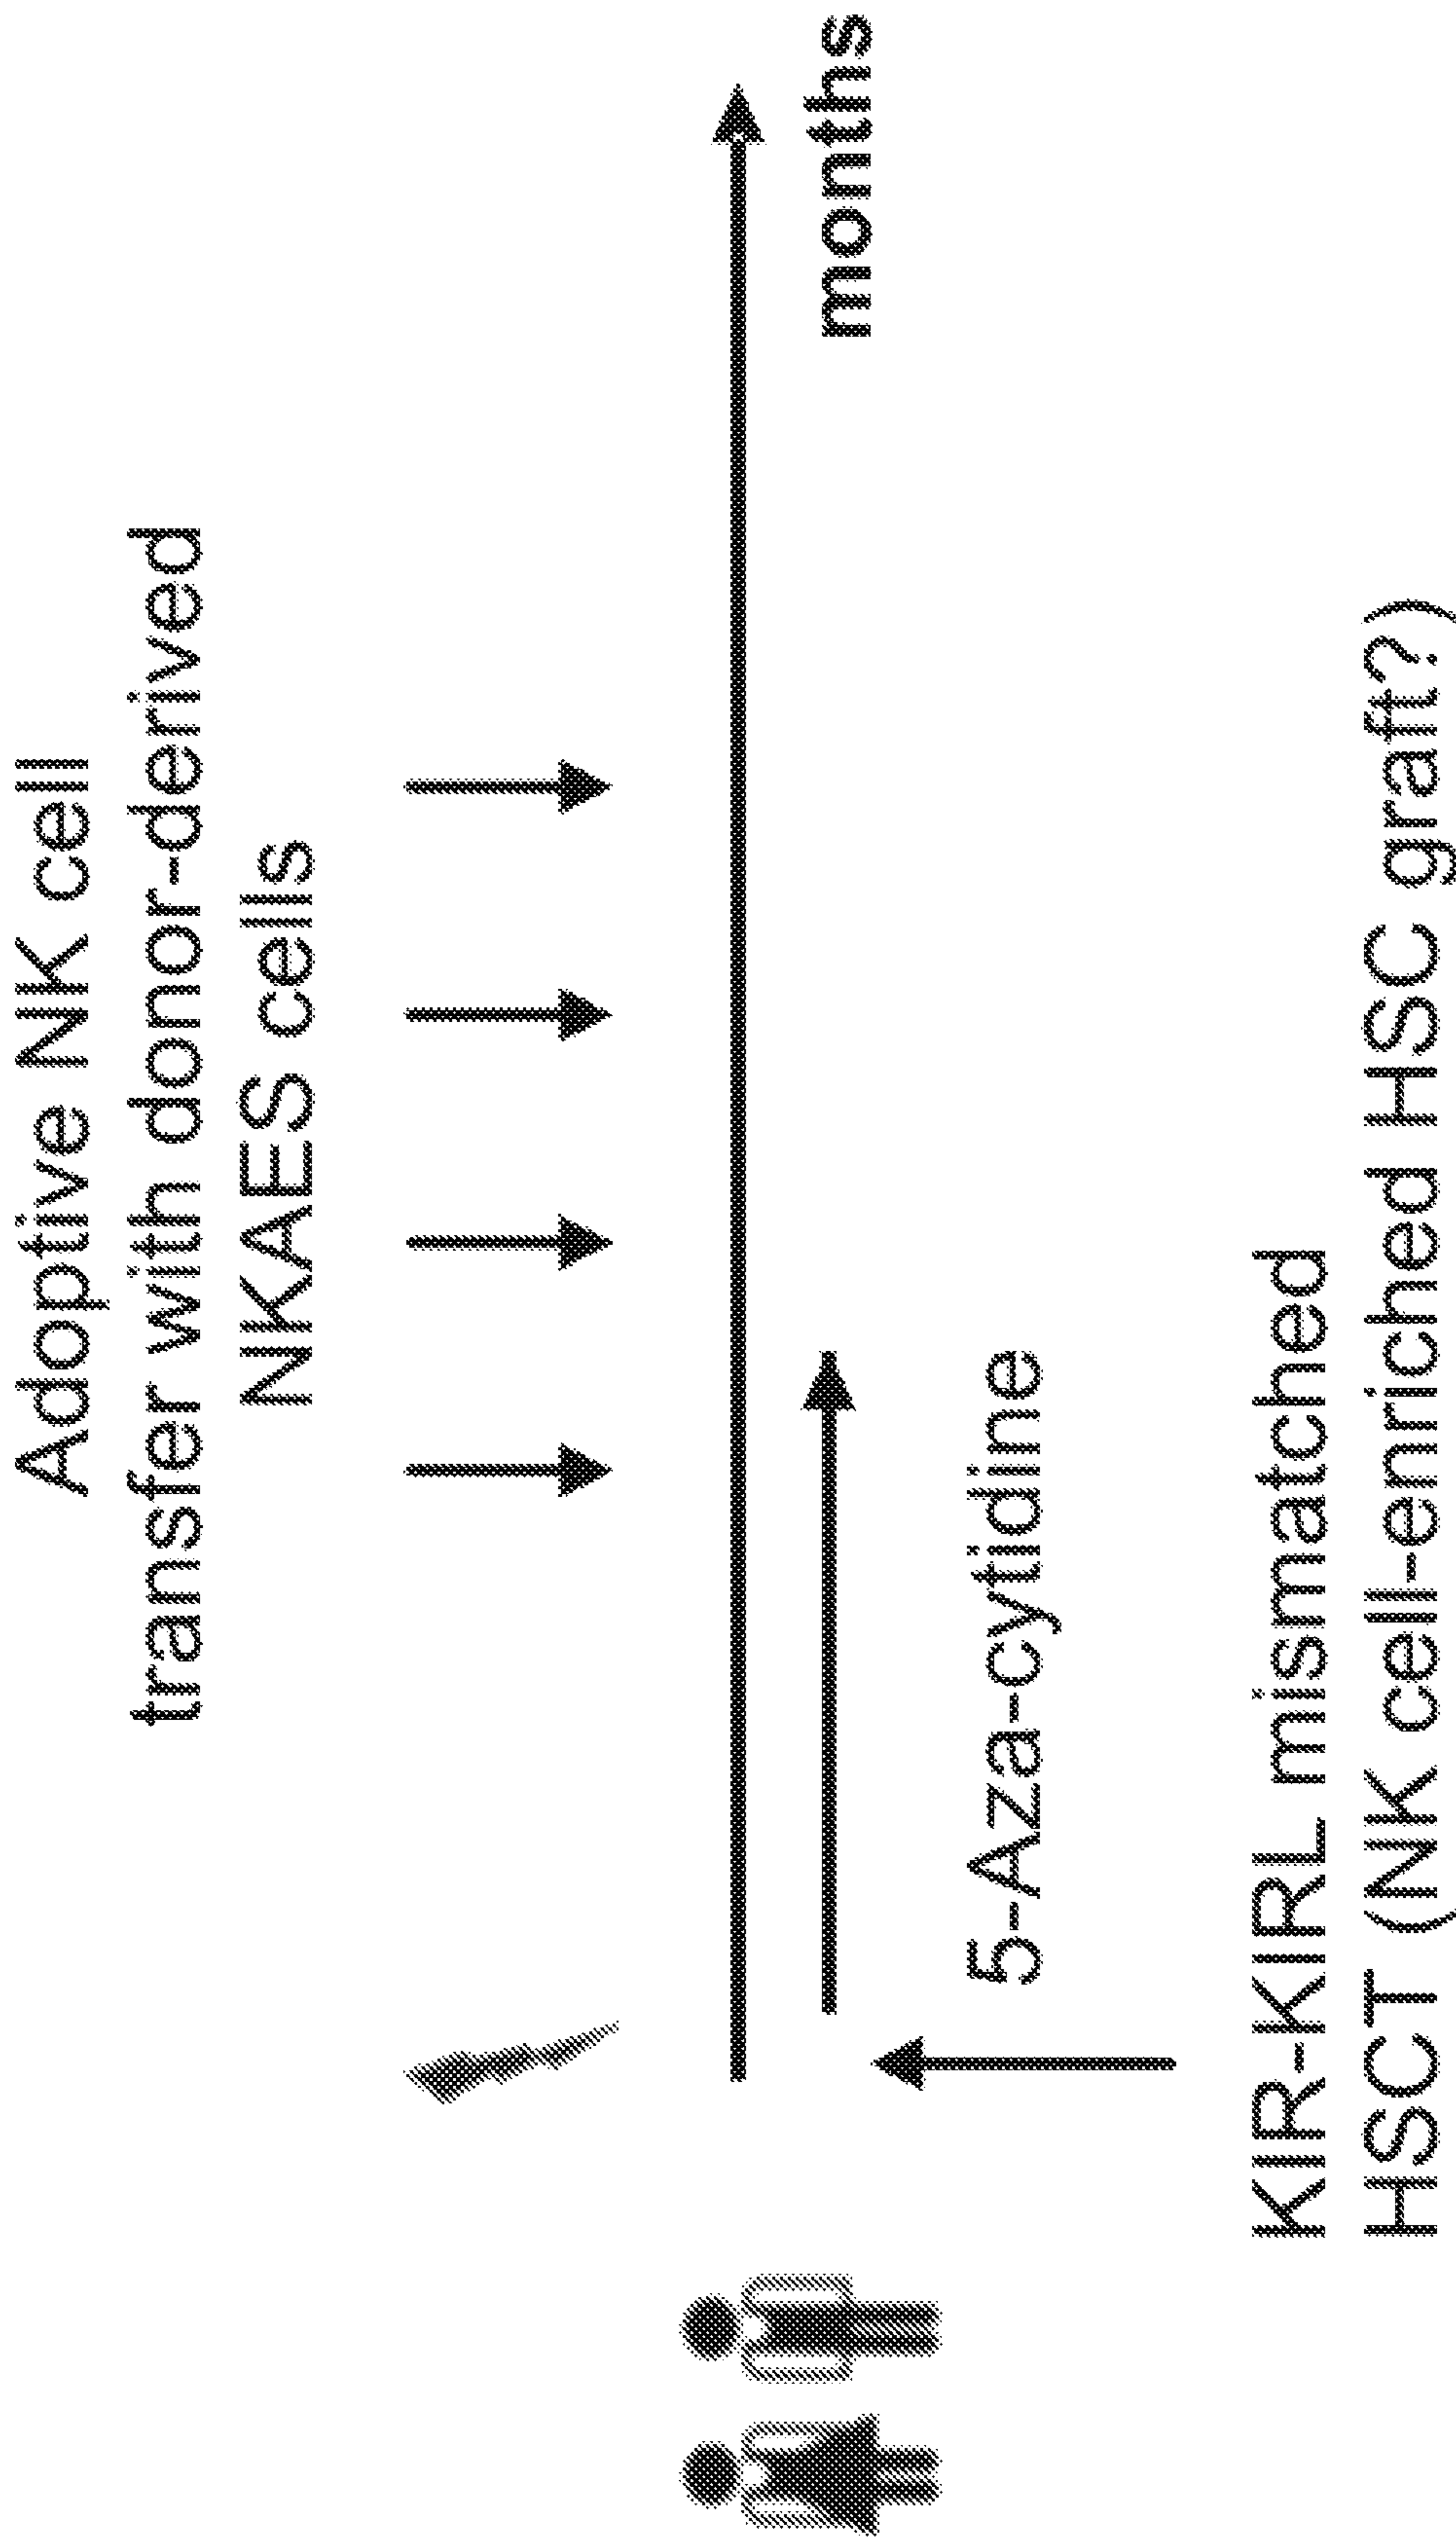 Adoptive NK cell
transfer with donor-derived
NKAES cells
months
5-Aza-cytidine
KIR-KIRL mismatched
HSCT (NK cell-enriched HSC graft?)